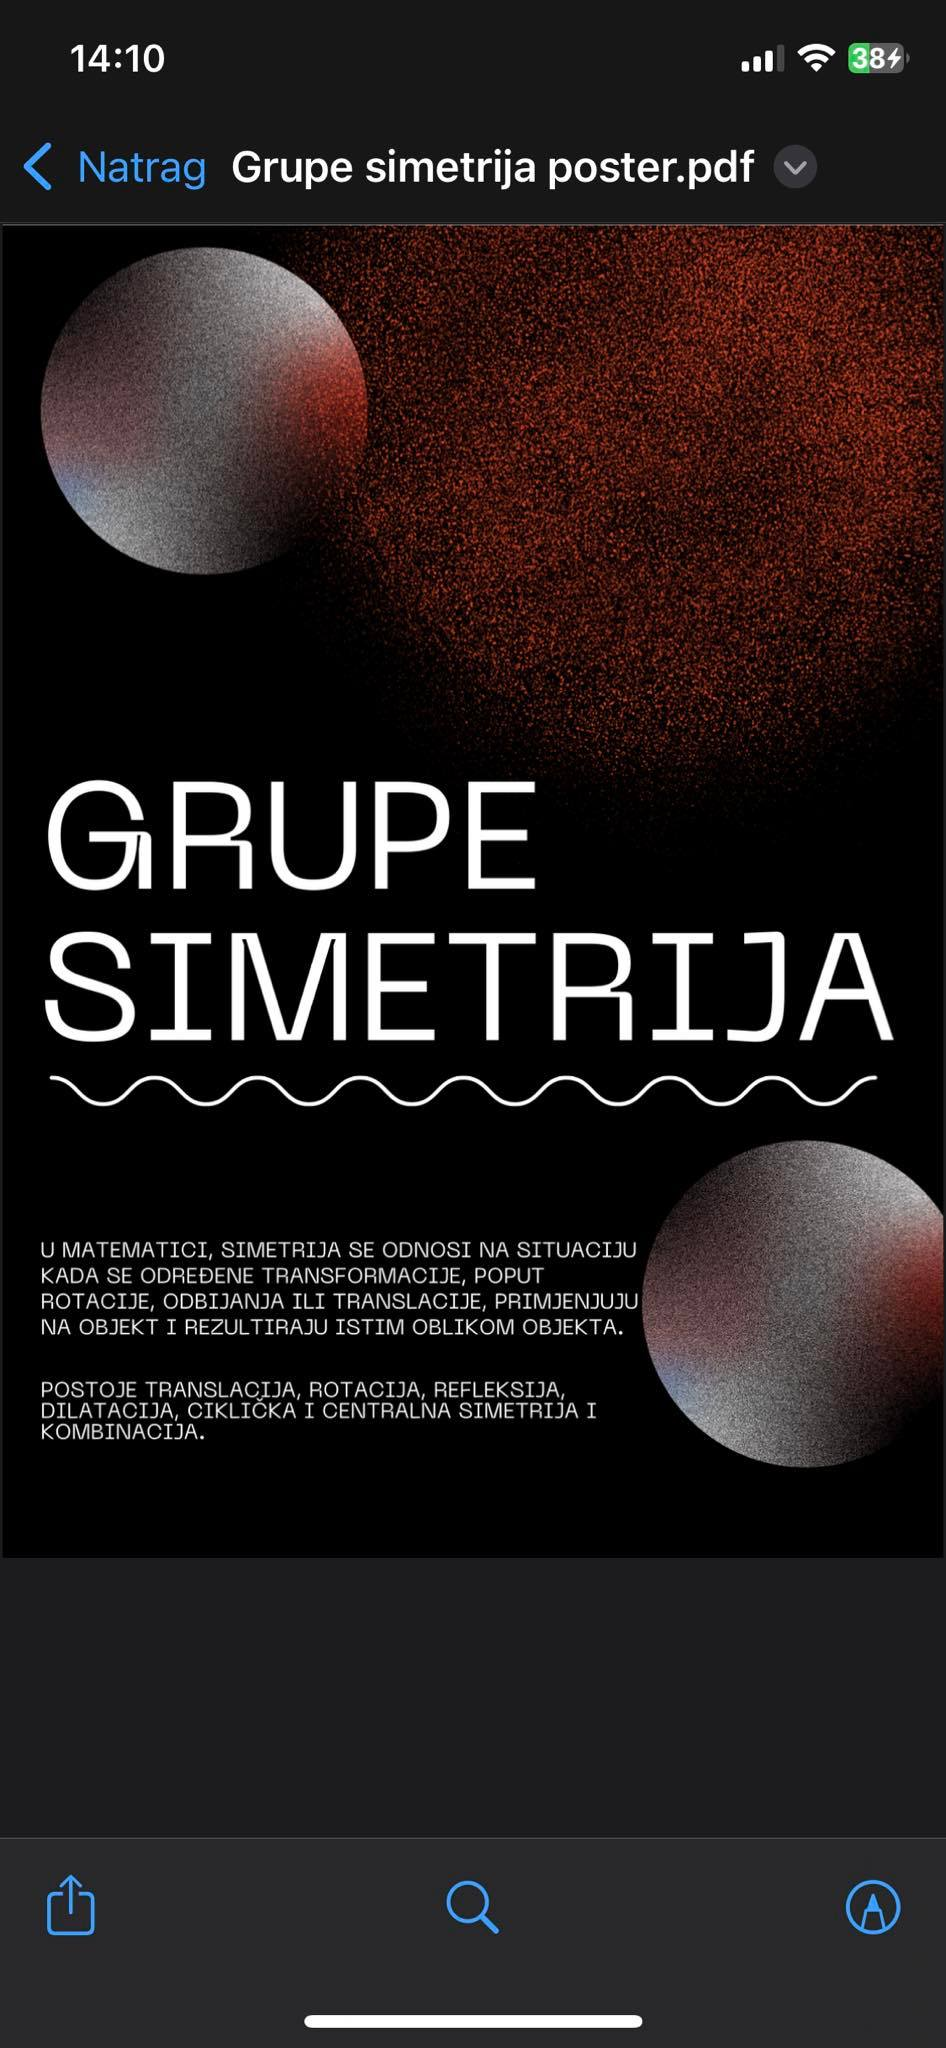 14:10
38
Natrag Grupe simetrija poster.pdf
GRUPE
SIMETRIJA
U MATEMATICI, SIMETRIJA SE ODNOSI NA SITUACIJU
KADA SE ODREĐENE TRANSFORMACIJE, POPUT
ROTACIJE, ODBIJANJA ILI TRANSLACIJE, PRIMJENJUJU
NA OBJEKT I REZULTIRAJU ISTIM OBLIKOM OBJEKTA.
POSTOJE TRANSLACIJA, ROTACIJA, REFLEKSIJA,
DILATACIJA, CIKLIČKA I CENTRALNA SIMETRIJA I
KOMBINACIJA.